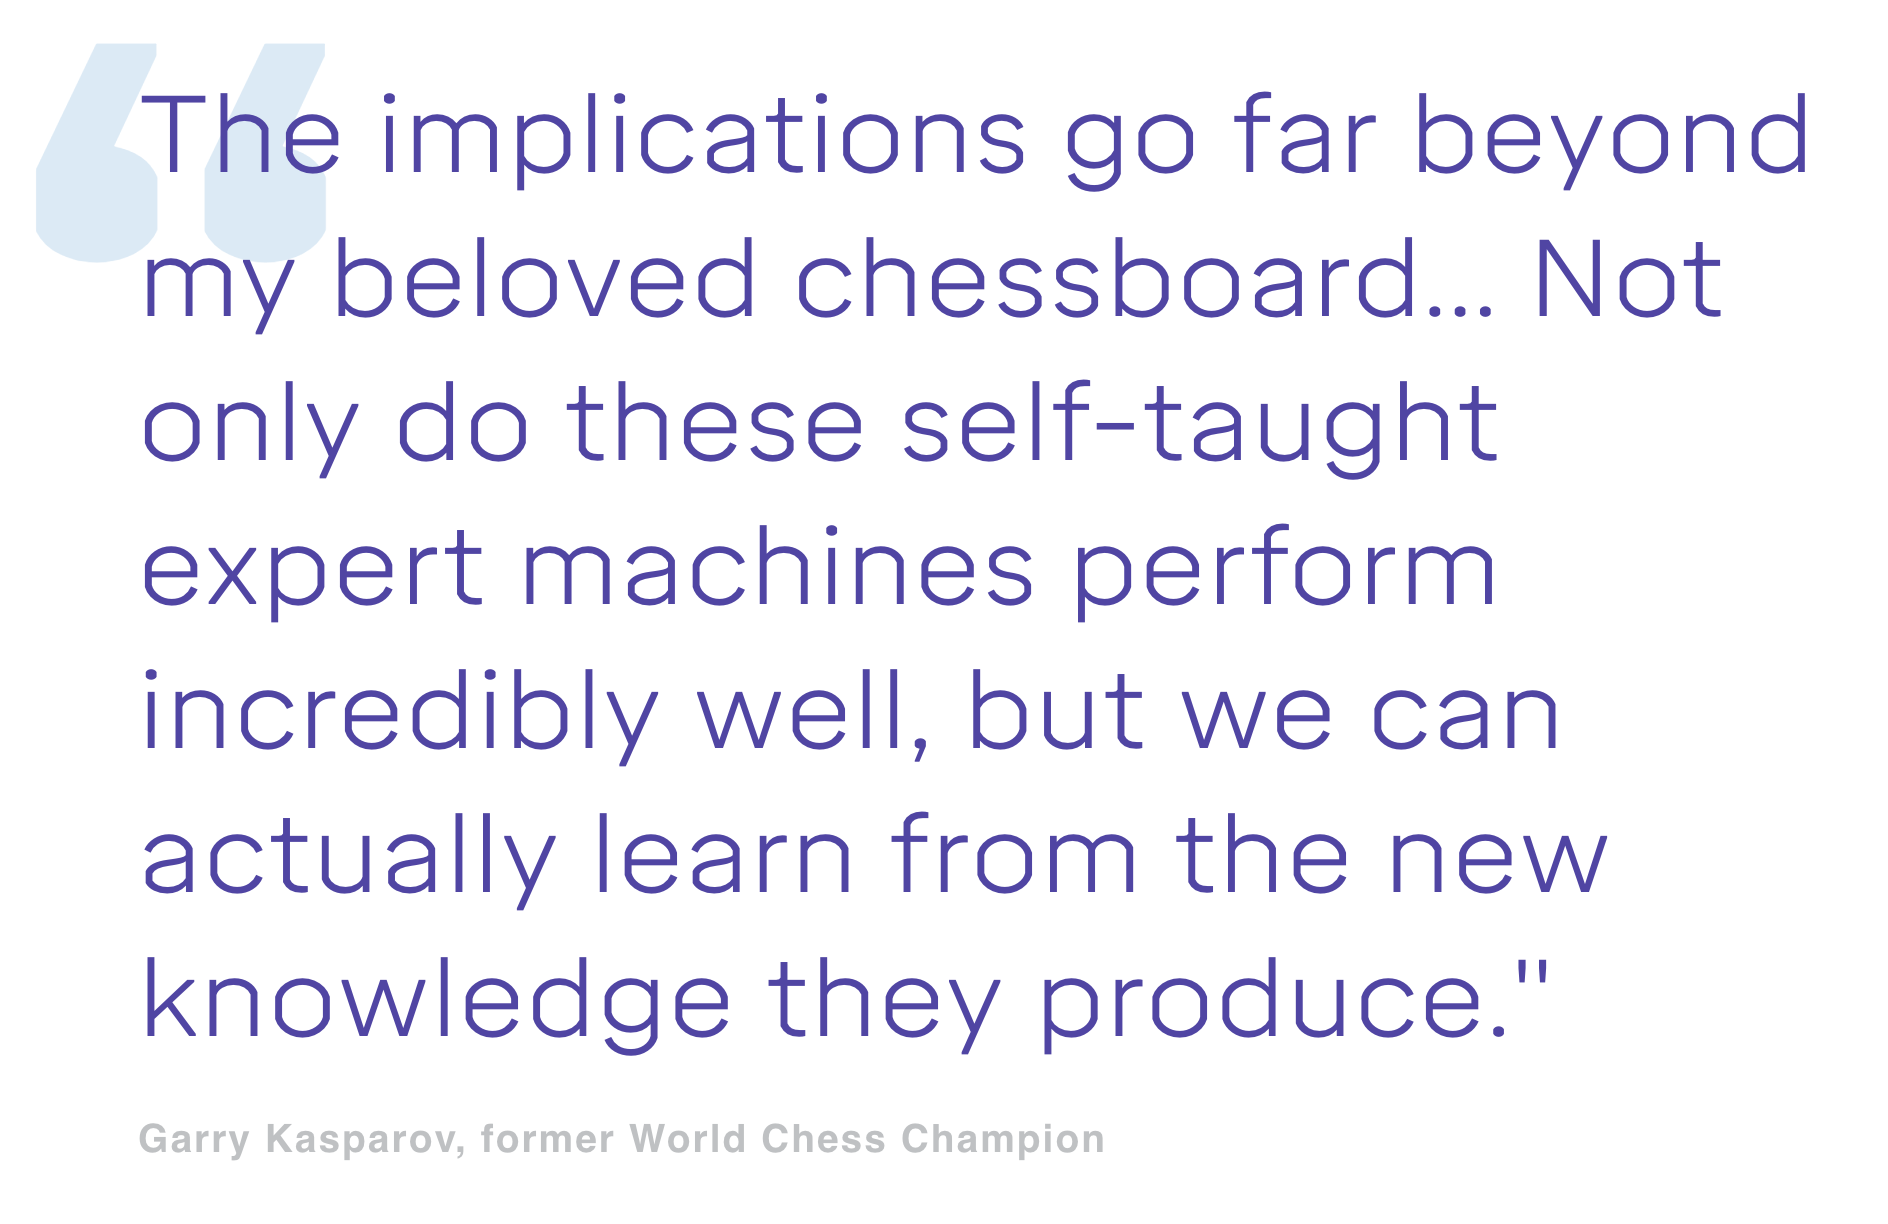 “The implications go far beyond
my beloved chessboard... Not
only do these self-taught
expert machines perform
incredibly well, but we can
actually learn from the new
knowledge they produce."
Garry Kasparov, former World Chess Champion